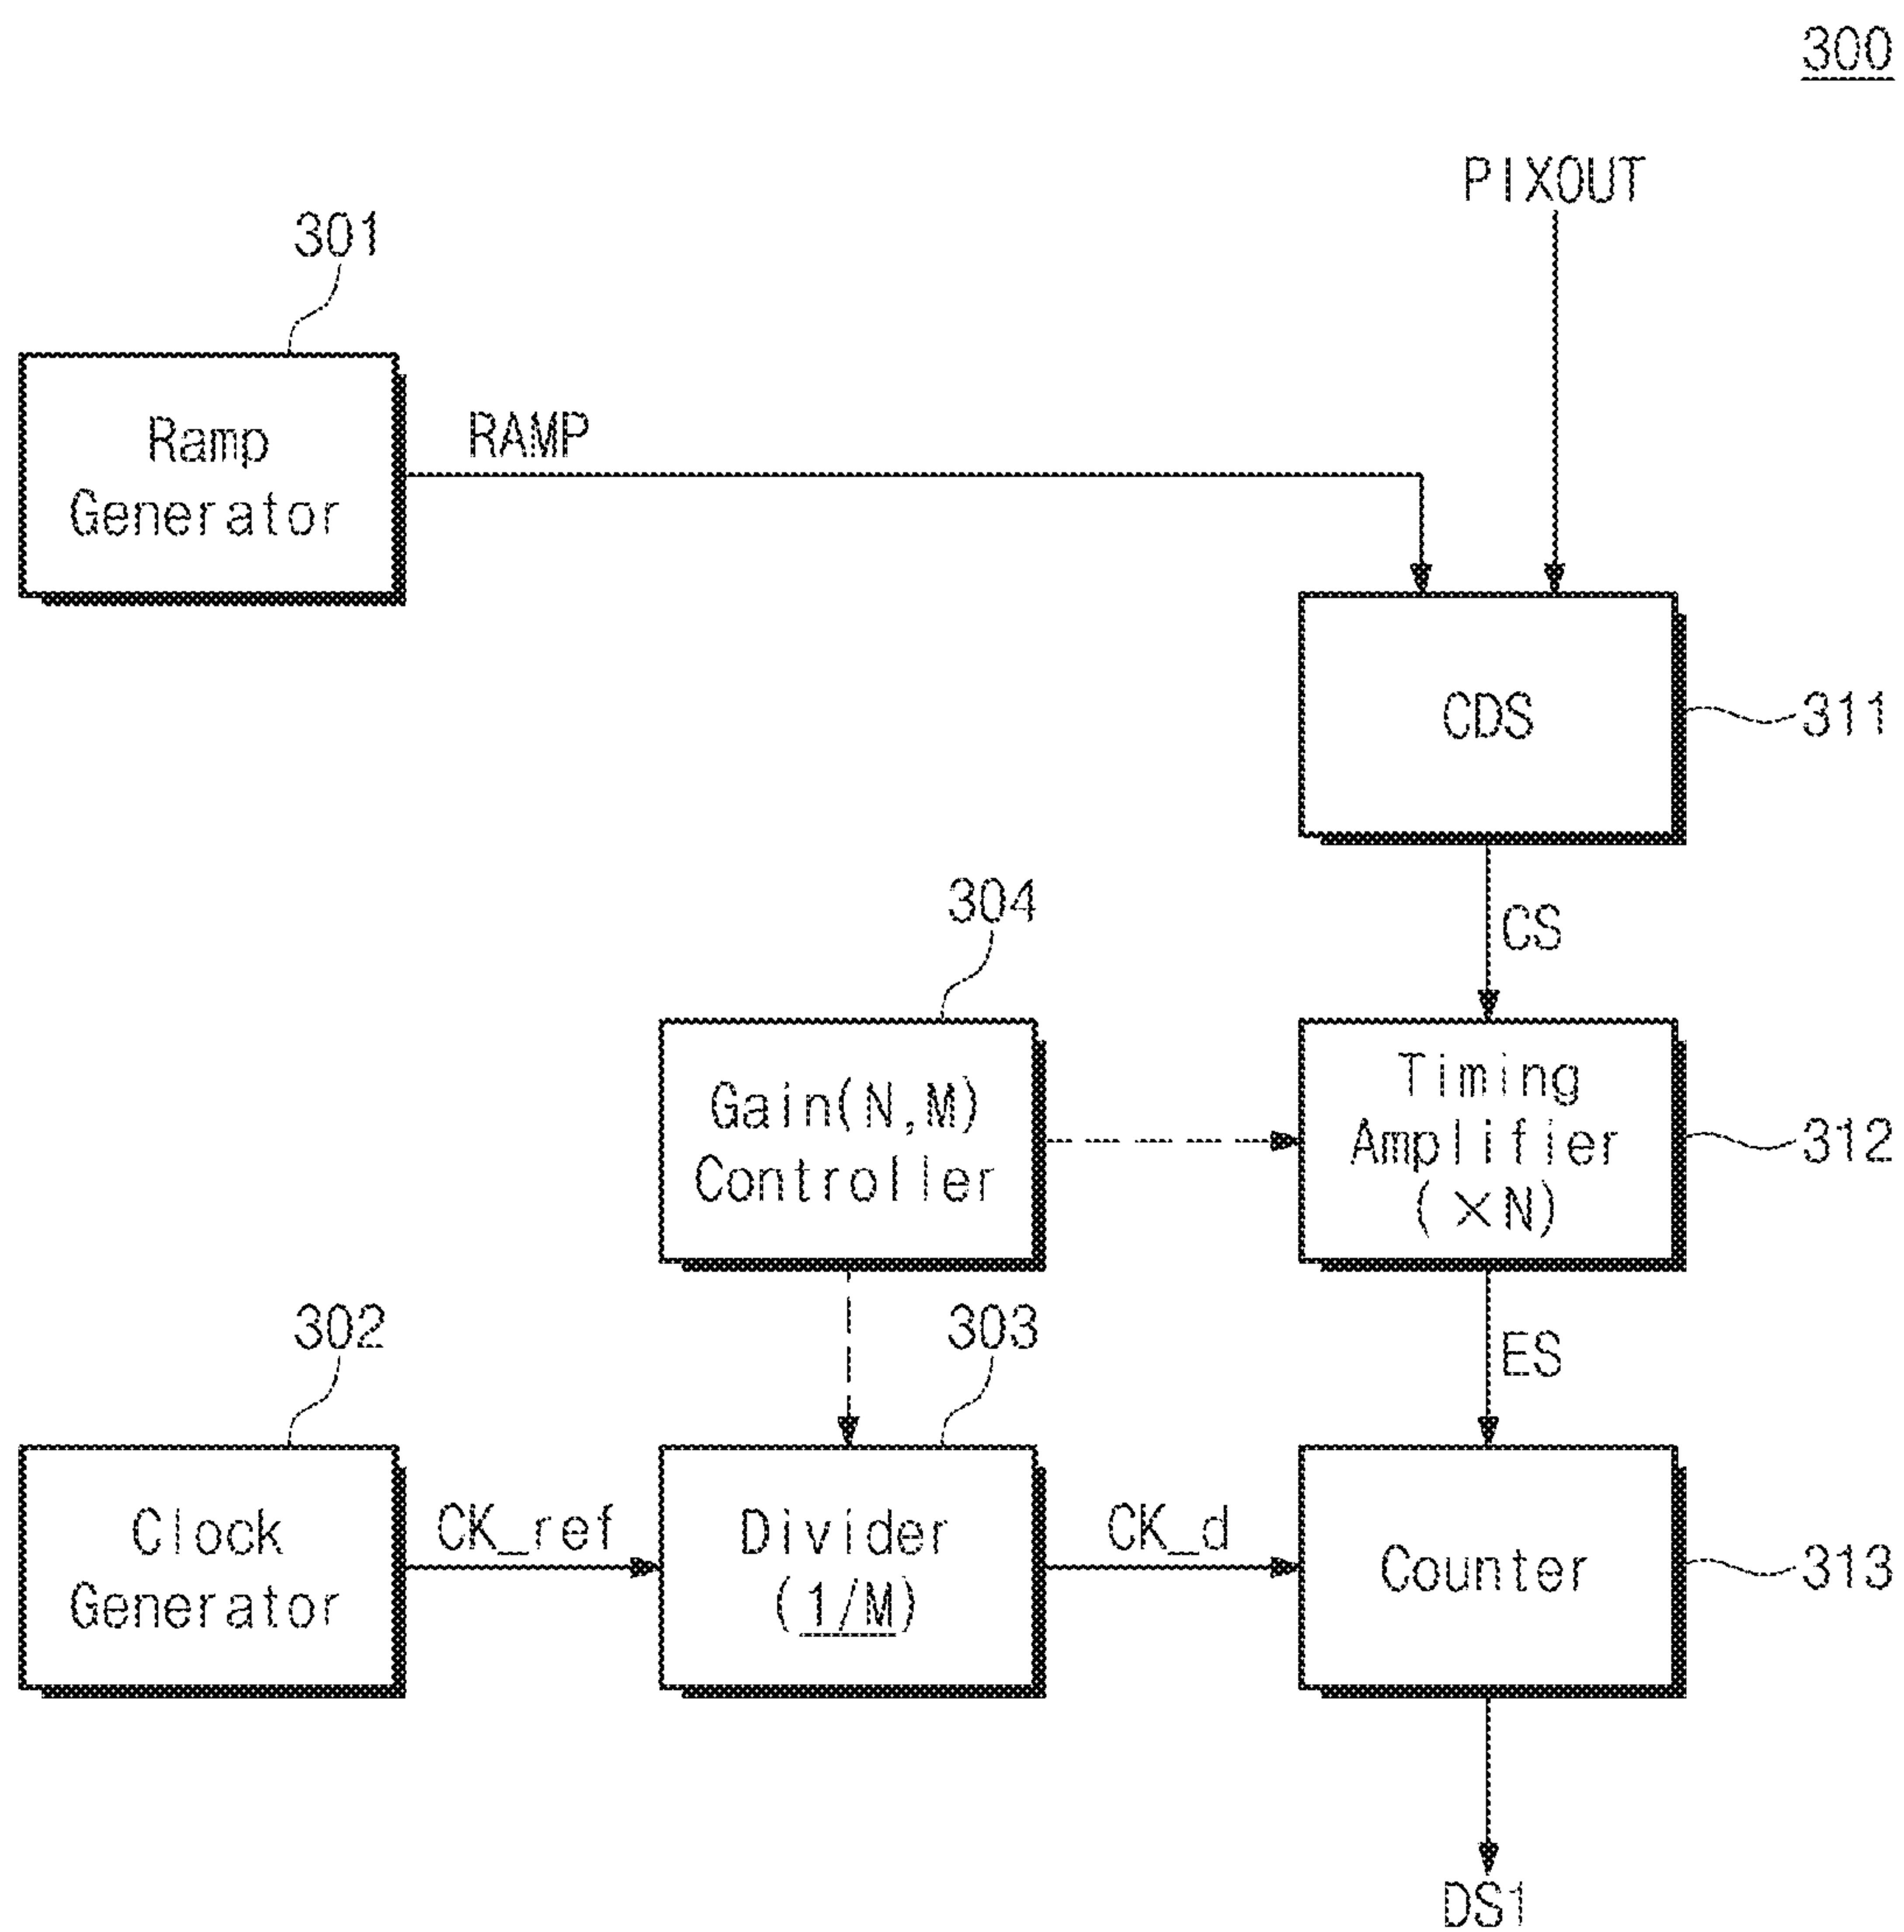 300
PIXOUT
301
Ramp
Generator
RAMP
CDS
311
CS
304
Gain(N,M)
Controller
Timing
Amplifier
(×N)
312
ES
302
303
Clock
Generator
CK_ref
Divider
(1/M)
CK_d
Counter
313
DS1